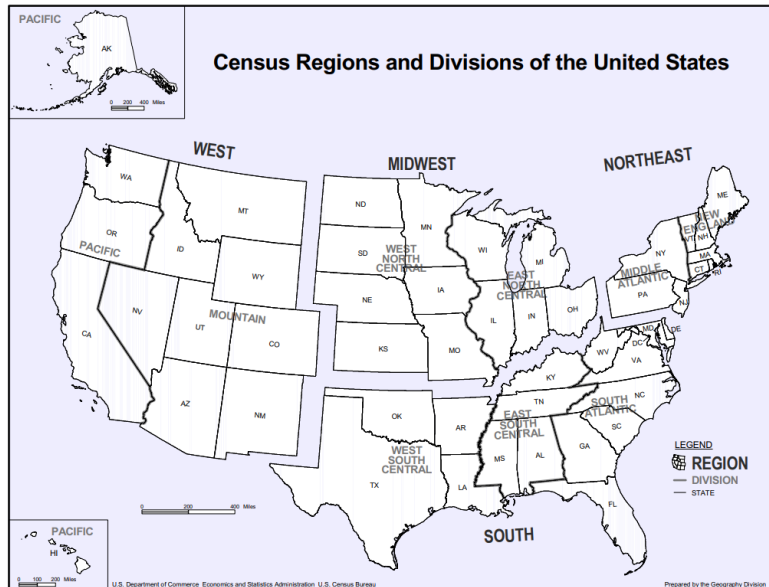 PACIFIC
AK
0 200 400 Miles
Census Regions and Divisions of the United States
WEST
MIDWEST
NORTHEAST
WA
MT
ND
MN
ME
OR
ID
SD
WI
MI
NY
VT
NH
NEW
ENGLAND
PACIFIC
WEST
NORTH
CENTRAL
EAST
NORTH
CENTRAL
MIDDLE
ATLANTIC
MA
CT
RI
WY
IA
PA
NJ
NE
NV
UT
MOUNTAIN
CO
IL
IN
OH
CA
KS
MO
WV
MD
DE
DC
VA
KY
AZ
NM
OK
AR
TN
NC
SOUTH
ATLANTIC
SC
EAST
SOUTH
CENTRAL
WEST
SOUTH
CENTRAL
TX
LA
MS
AL
GA
FL
LEGEND
REGION
DIVISION
STATE
0 200 400 Miles
SOUTH
PACIFIC
HI
0 100 200 Miles
U.S. Department of Commerce Economics and Statistics Administration U.S. Census Bureau
Prepared by the Geography Division